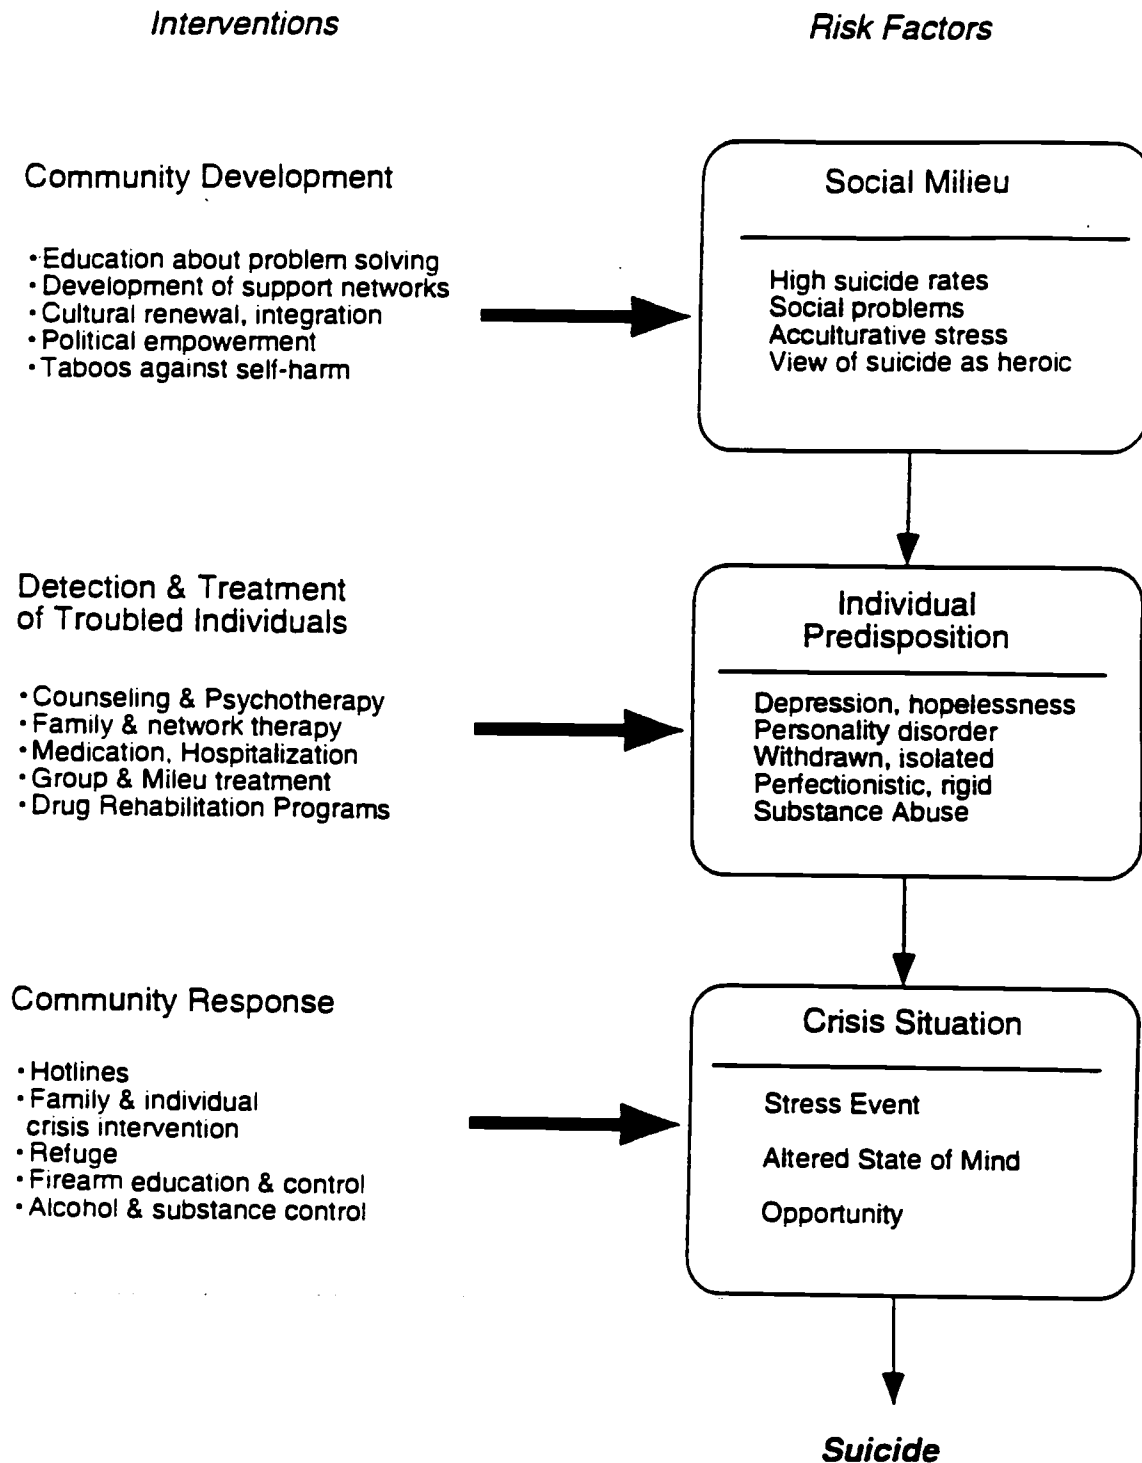 Interventions
Risk Factors
Community Development
· Education about problem solving
· Development of support networks
· Cultural renewal, integration
· Political empowerment
· Taboos against self-harm
Social Milieu
High suicide rates
Social problems
Acculturative stress
View of suicide as heroic
Detection & Treatment
of Troubled Individuals
· Counseling & Psychotherapy
· Family & network therapy
· Medication, Hospitalization
· Group & Mileu treatment
· Drug Rehabilitation Programs
Individual
Predisposition
Depression, hopelessness
Personality disorder
Withdrawn, isolated
Perfectionistic, rigid
Substance Abuse
Community Response
· Hotlines
· Family & individual
crisis intervention
· Refuge
· Firearm education & control
· Alcohol & substance control
Crisis Situation
Stress Event
Altered State of Mind
Opportunity
Suicide